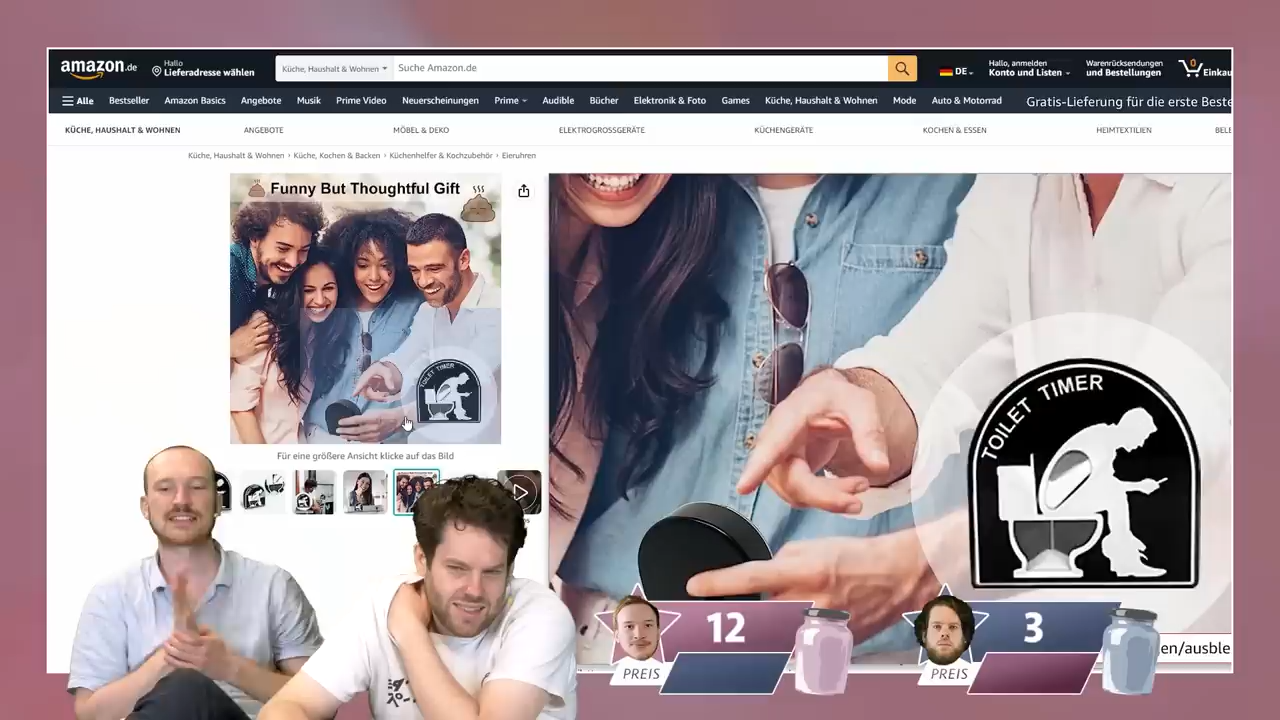 amazon.de
Hallo
Lieferadresse wählen
Küche, Haushalt & Wohnen
Suche Amazon.de
DE
Hallo, anmelden
Konto und Listen
Warenrücksendungen
und Bestellungen
0
Einkau
Alle
Bestseller
Amazon Basics
Angebote
Musik
Prime Video
Neuerscheinungen
Prime
Audible
Bücher
Elektronik & Foto
Games
Küche, Haushalt & Wohnen
Mode
Auto & Motorrad
Gratis-Lieferung für die erste Beste
KÜCHE, HAUSHALT & WOHNEN
ANGEBOTE
MÖBEL & DEKO
ELEKTROGROSSGERÄTE
KÜCHENGERÄTE
KOCHEN & ESSEN
HEIMTEXTILIEN
BELE
Küche, Haushalt & Wohnen › Küche, Kochen & Backen › Küchenhelfer & Kochzubehör › Eieruhren
Funny But Thoughtful Gift
TOILET TIMER
Für eine größere Ansicht klicke auf das Bild
TOILET TIMER
12
PREIS
3
PREIS
en/ausble